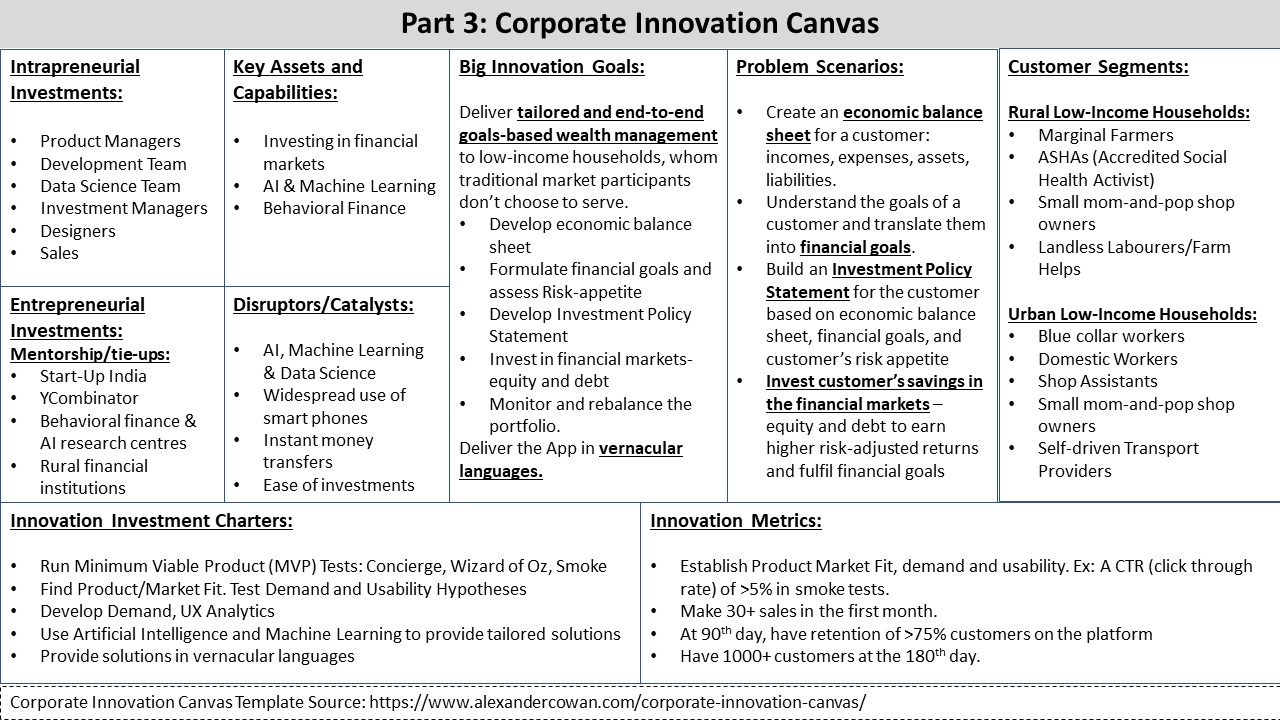 Part 3: Corporate Innovation Canvas
Intrapreneurial
Investments:
• Product Managers
• Development Team
• Data Science Team
• Investment Managers
• Designers
• Sales
Key Assets and
Capabilities:
• Investing in financial
markets
• AI & Machine Learning
• Behavioral Finance
Entrepreneurial
Investments:
Mentorship/tie-ups:
• Start-Up India
• YCombinator
• Behavioral finance &
AI research centres
• Rural financial
institutions
Disruptors/Catalysts:
• AI, Machine Learning
& Data Science
• Widespread use of
smart phones
• Instant money
transfers
• Ease of investments
Big Innovation Goals:
Deliver tailored and end-to-end
goals-based wealth management
to low-income households, whom
traditional market participants
don’t choose to serve.
• Develop economic balance
sheet
• Formulate financial goals and
assess Risk-appetite
• Develop Investment Policy
Statement
• Invest in financial markets-
equity and debt
• Monitor and rebalance the
portfolio.
Deliver the App in vernacular
languages.
Problem Scenarios:
• Create an economic balance
sheet for a customer:
incomes, expenses, assets,
liabilities.
• Understand the goals of a
customer and translate them
into financial goals.
• Build an Investment Policy
Statement for the customer
based on economic balance
sheet, financial goals, and
customer’s risk appetite
• Invest customer’s savings in
the financial markets –
equity and debt to earn
higher risk-adjusted returns
and fulfil financial goals
Customer Segments:
Rural Low-Income Households:
• Marginal Farmers
• ASHAs (Accredited Social
Health Activist)
• Small mom-and-pop shop
owners
• Landless Labourers/Farm
Helps
Urban Low-Income Households:
• Blue collar workers
• Domestic Workers
• Shop Assistants
• Small mom-and-pop shop
owners
• Self-driven Transport
Providers
Innovation Investment Charters:
• Run Minimum Viable Product (MVP) Tests: Concierge, Wizard of Oz, Smoke
• Find Product/Market Fit. Test Demand and Usability Hypotheses
• Develop Demand, UX Analytics
• Use Artificial Intelligence and Machine Learning to provide tailored solutions
• Provide solutions in vernacular languages
Innovation Metrics:
• Establish Product Market Fit, demand and usability. Ex: A CTR (click through
rate) of >5% in smoke tests.
• Make 30+ sales in the first month.
• At 90th day, have retention of >75% customers on the platform
• Have 1000+ customers at the 180th day.
Corporate Innovation Canvas Template Source: https://www.alexandercowan.com/corporate-innovation-canvas/